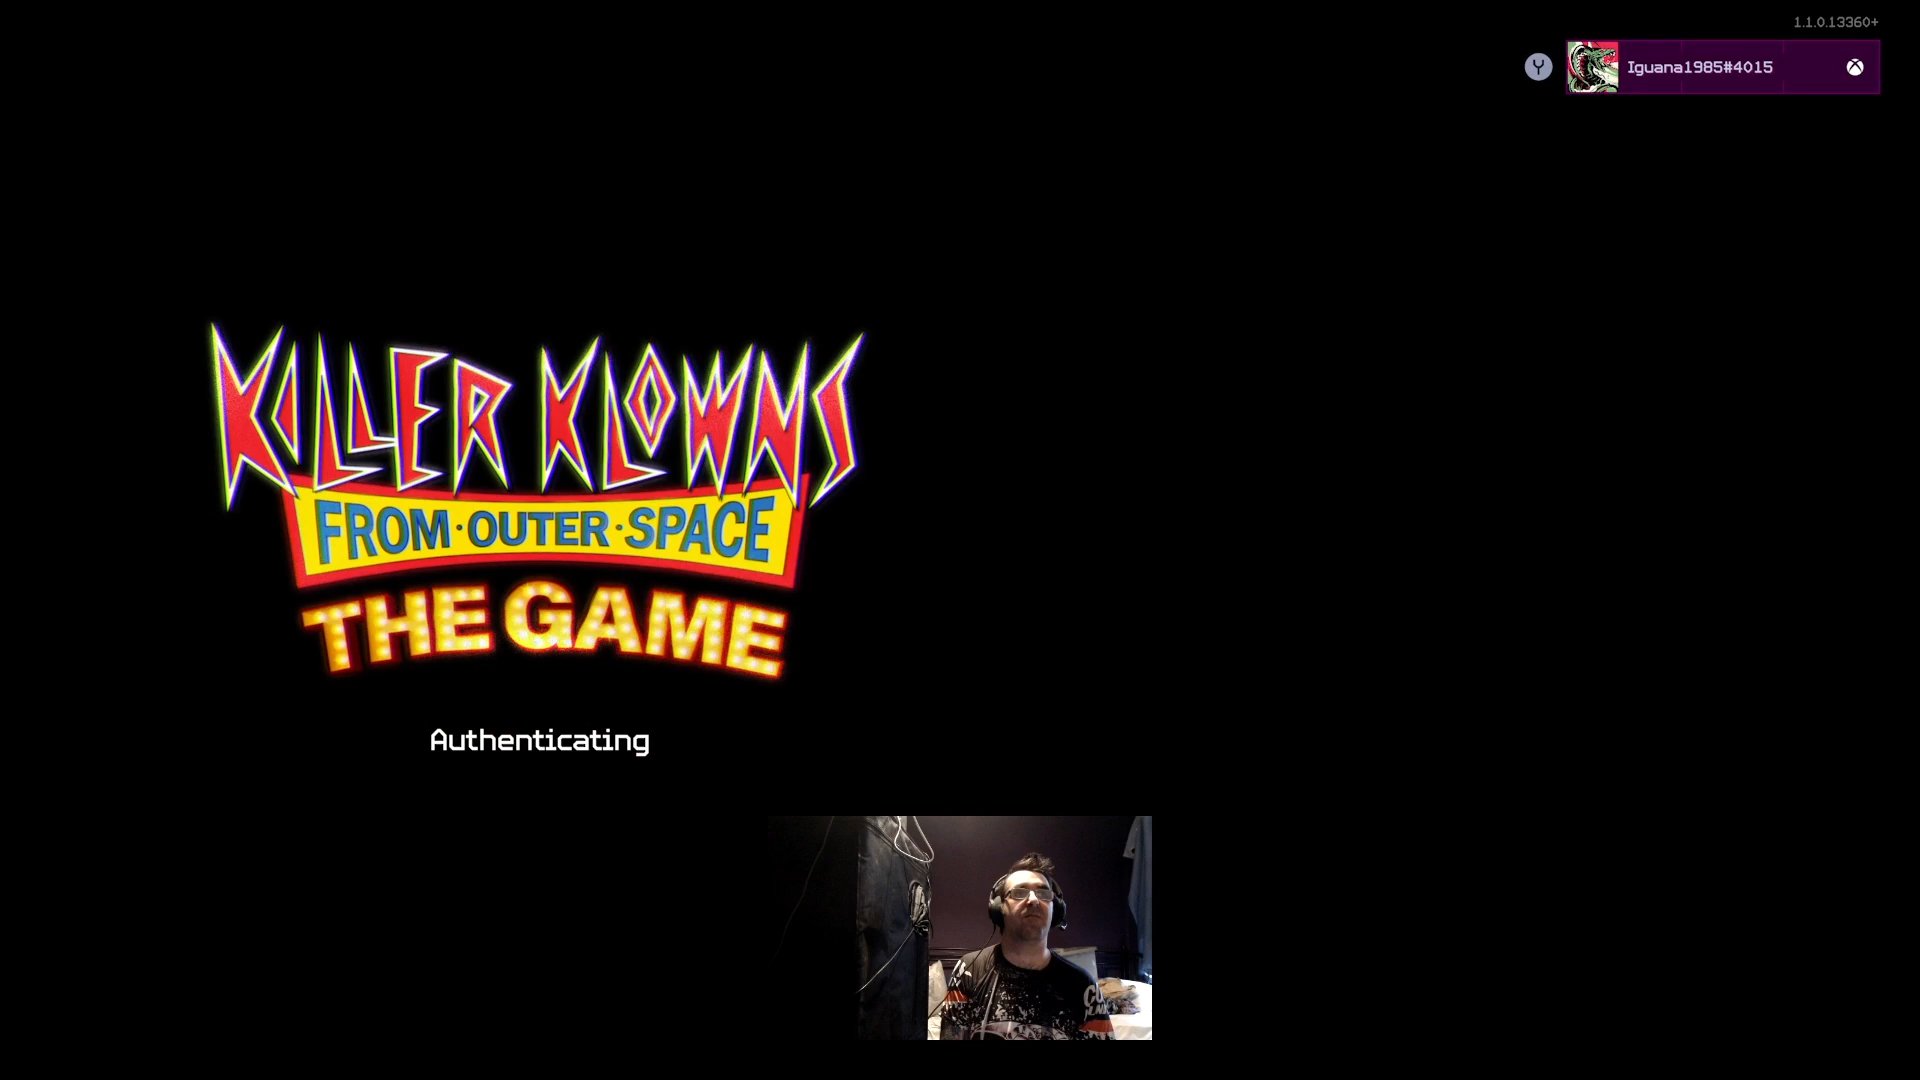 1.1.0.13360+
Y
Iguana1985#4015
KILLER KLOWNS
FROM·OUTER·SPACE
THE GAME
Authenticating